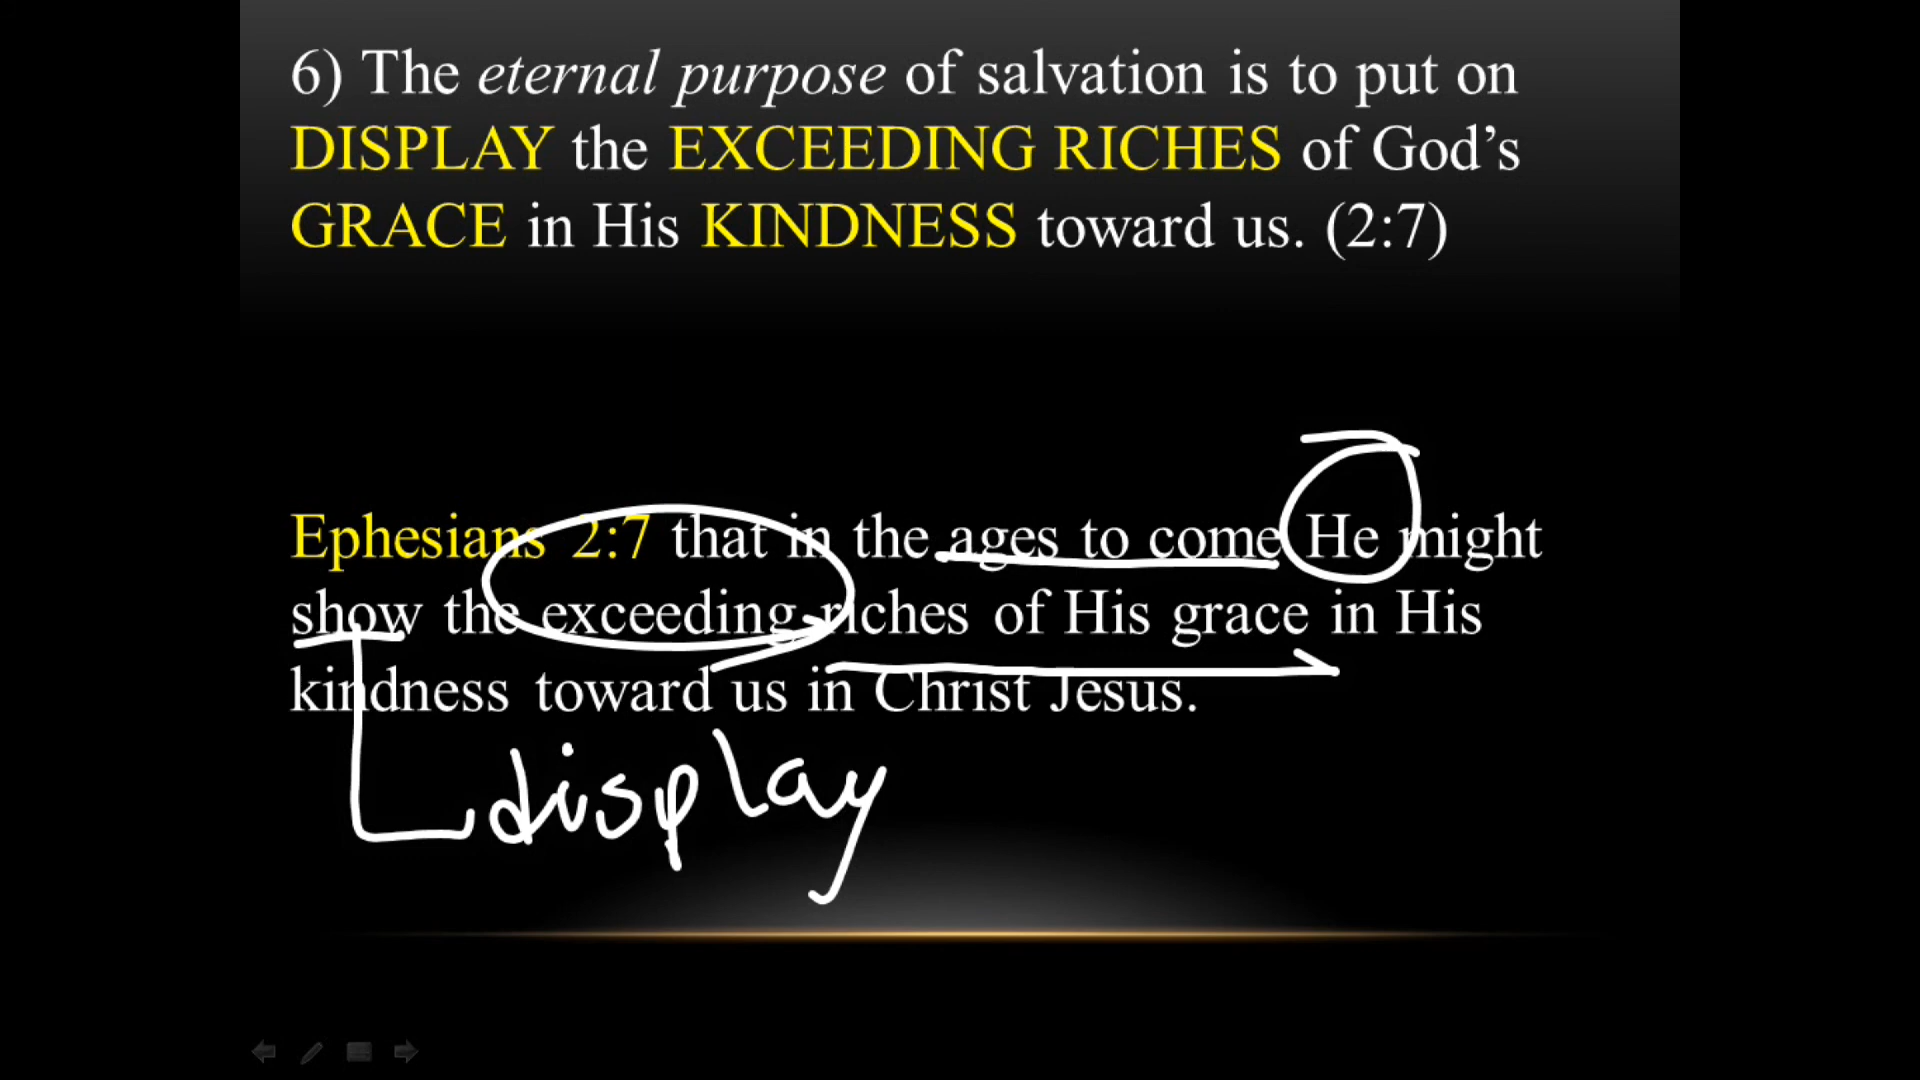 6) The eternal purpose of salvation is to put on
DISPLAY the EXCEEDING RICHES of God’s
GRACE in His KINDNESS toward us. (2:7)
Ephesians 2:7 that in the ages to come He might
show the exceeding riches of His grace in His
kindness toward us in Christ Jesus.
display